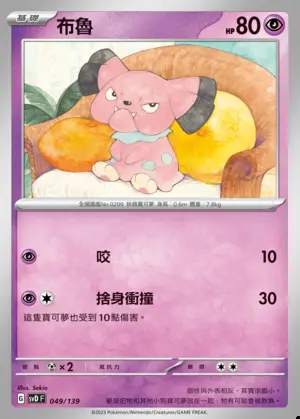 基礎
布魯
HP 80
全國圖鑑No.0209 妖精寶可夢 身高:0.6m 體重:7.8kg
咬 10
捨身衝撞 30
這隻寶可夢也受到10點傷害。
Illus. Sekio
弱點 ×2 抵抗力 撤退
G SVD F 049/139
©2023 Pokémon/Nintendo/Creatures/GAME FREAK.